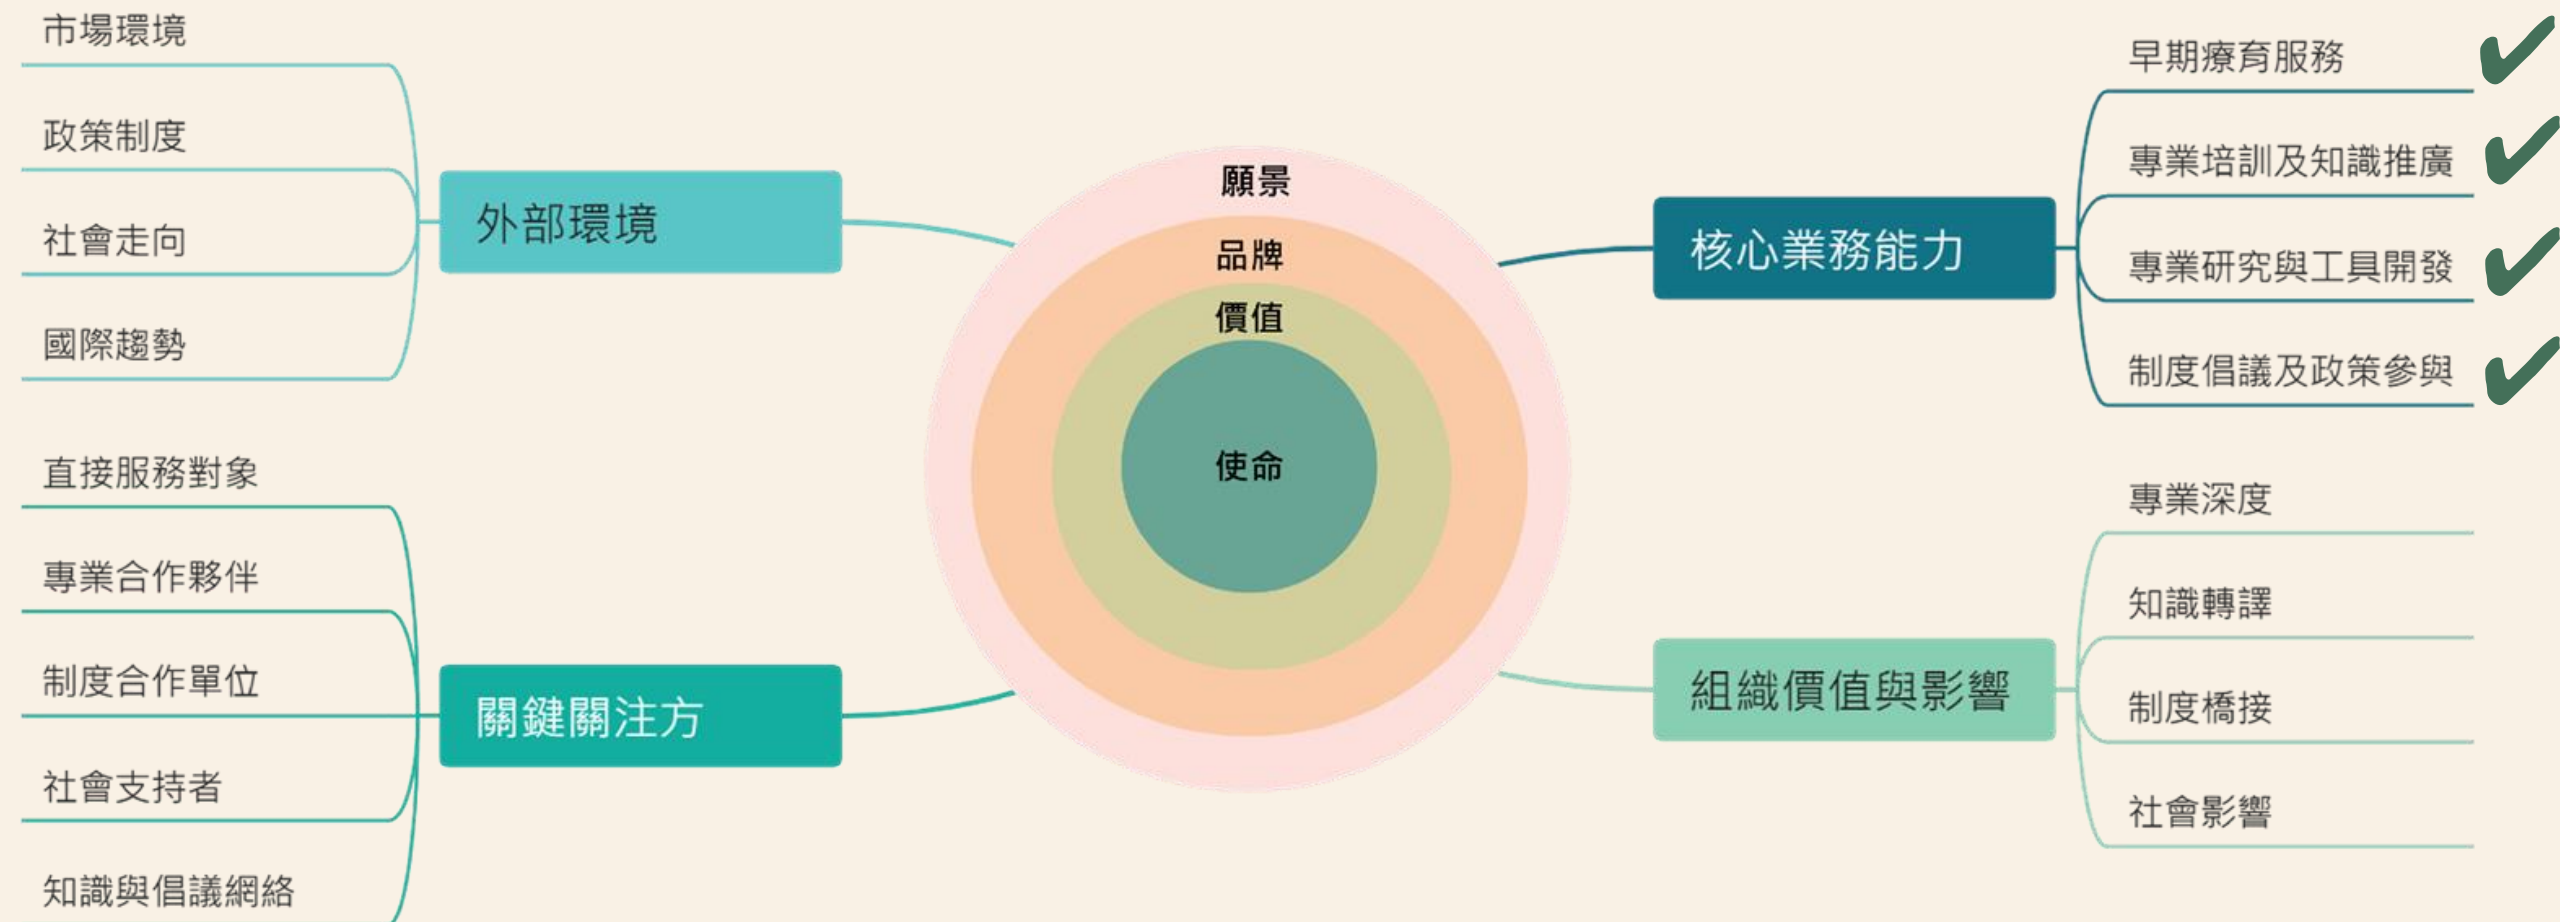 市場環境
政策制度
社會走向
國際趨勢
外部環境
直接服務對象
專業合作夥伴
制度合作單位
社會支持者
知識與倡議網絡
關鍵關注方
願景
品牌
價值
使命
核心業務能力
早期療育服務
專業培訓及知識推廣
專業研究與工具開發
制度倡議及政策參與
組織價值與影響
專業深度
知識轉譯
制度橋接
社會影響